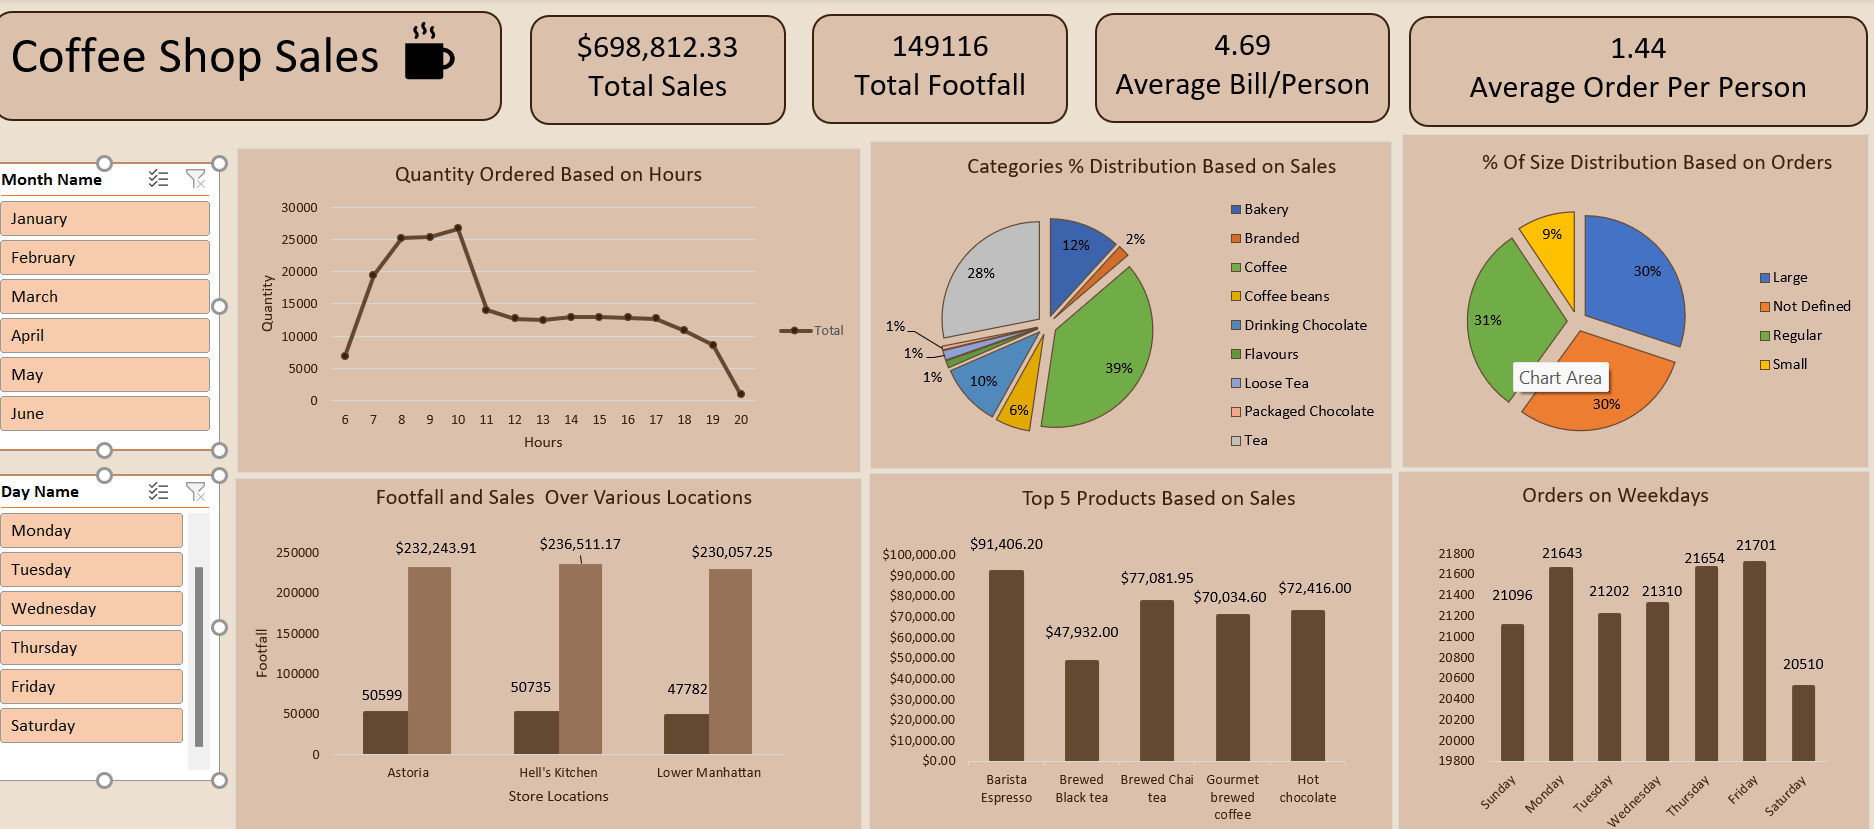 Coffee Shop Sales
$698,812.33
Total Sales
149116
Total Footfall
4.69
Average Bill/Person
1.44
Average Order Per Person
Month Name
January
February
March
April
May
June
Day Name
Monday
Tuesday
Wednesday
Thursday
Friday
Saturday
Quantity Ordered Based on Hours
30000
25000
20000
15000
10000
5000
0
Quantity
6 7 8 9 10 11 12 13 14 15 16 17 18 19 20
Hours
Total
Categories % Distribution Based on Sales
12%
2%
28%
1%
1%
1%
10%
6%
39%
Bakery
Branded
Coffee
Coffee beans
Drinking Chocolate
Flavours
Loose Tea
Packaged Chocolate
Tea
% Of Size Distribution Based on Orders
9%
30%
31%
30%
Chart Area
Large
Not Defined
Regular
Small
Footfall and Sales Over Various Locations
250000
200000
150000
100000
50000
0
Footfall
$232,243.91
$236,511.17
$230,057.25
50599
50735
47782
Astoria
Hell's Kitchen
Lower Manhattan
Store Locations
Top 5 Products Based on Sales
$100,000.00
$90,000.00
$80,000.00
$70,000.00
$60,000.00
$50,000.00
$40,000.00
$30,000.00
$20,000.00
$10,000.00
$0.00
$91,406.20
$47,932.00
$77,081.95
$70,034.60
$72,416.00
Barista
Espresso
Brewed
Black tea
Brewed Chai
tea
Gourmet
brewed
coffee
Hot
chocolate
Orders on Weekdays
21800
21600
21400
21200
21000
20800
20600
20400
20200
20000
19800
21096
21643
21202
21310
21654
21701
20510
Sunday
Monday
Tuesday
Wednesday
Thursday
Friday
Saturday